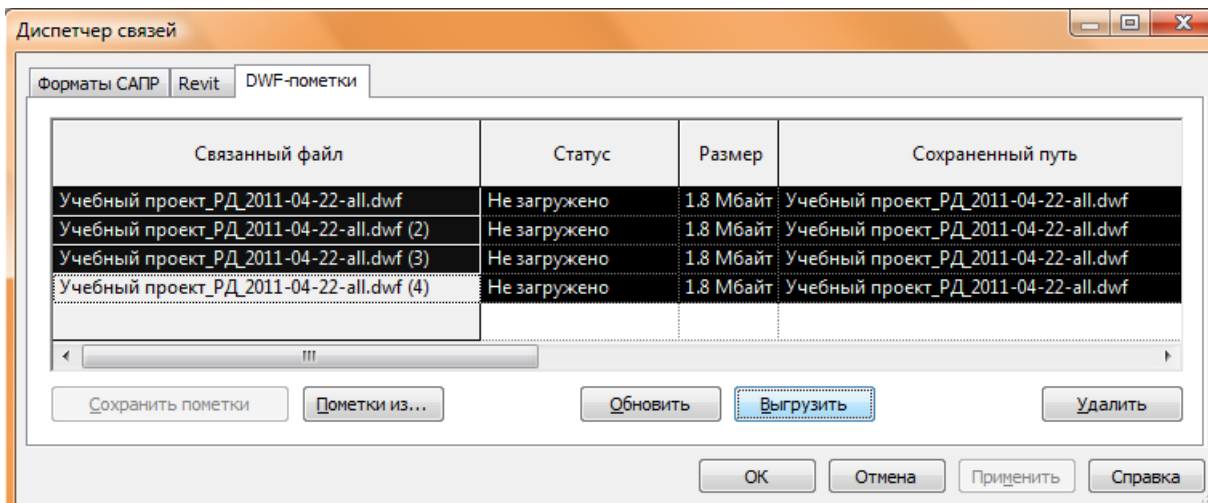 Диспетчер связей
Форматы САПР Revit DWF-пометки
Связанный файл Статус Размер Сохраненный путь
Учебный проект_РД_2011-04-22-all.dwf Не загружено 1.8 Мбайт Учебный проект_РД_2011-04-22-all.dwf
Учебный проект_РД_2011-04-22-all.dwf (2) Не загружено 1.8 Мбайт Учебный проект_РД_2011-04-22-all.dwf
Учебный проект_РД_2011-04-22-all.dwf (3) Не загружено 1.8 Мбайт Учебный проект_РД_2011-04-22-all.dwf
Учебный проект_РД_2011-04-22-all.dwf (4) Не загружено 1.8 Мбайт Учебный проект_РД_2011-04-22-all.dwf
Сохранить пометки Пометки из... Обновить Выгрузить Удалить
ОК Отмена Применить Справка